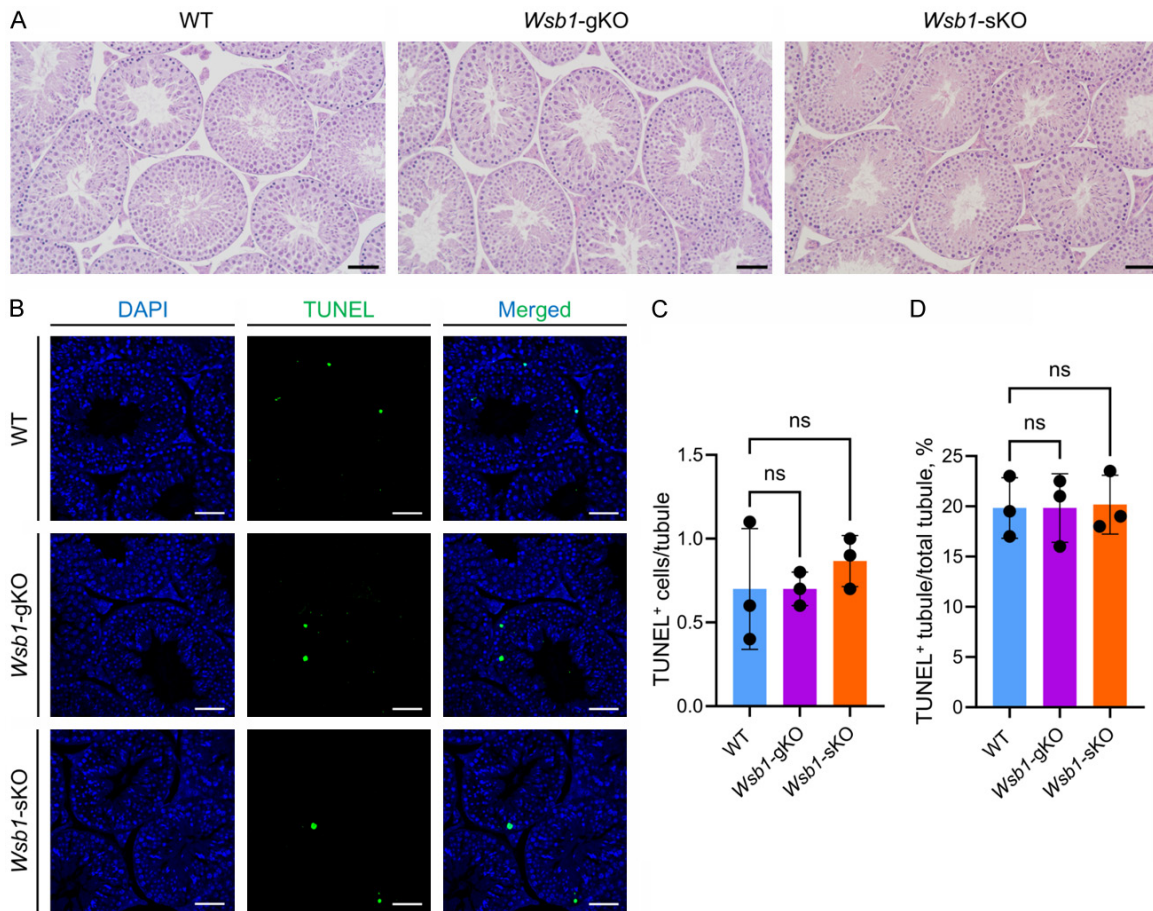 A
WT
Wsb1-gKO
Wsb1-sKO
B
DAPI
TUNEL
Merged
WT
Wsb1-gKO
Wsb1-sKO
C
ns
ns
TUNEL⁺ cells/tubule
1.5
1.0
0.5
0.0
WT
Wsb1-gKO
Wsb1-sKO
D
ns
ns
TUNEL⁺ tubule/total tubule, %
25
20
15
10
5
0
WT
Wsb1-gKO
Wsb1-sKO